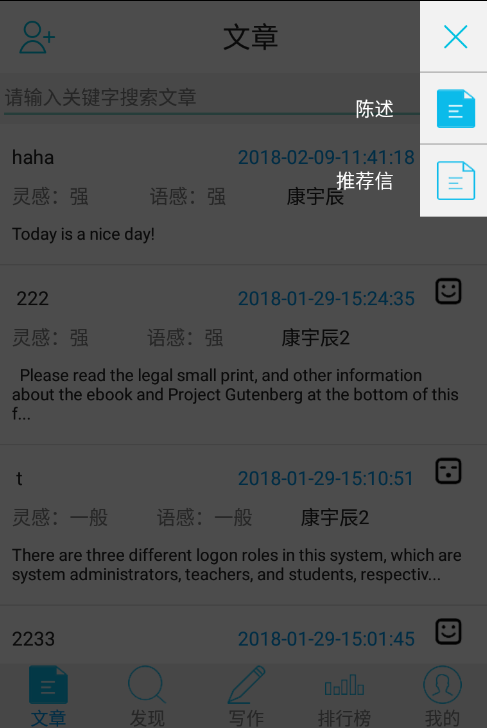 文章
请输入关键字搜索文章
陈述
haha 2018-02-09-11:41:18
推荐信
灵感：强 语感：强 康宇辰
Today is a nice day!
222 2018-01-29-15:24:35
灵感：强 语感：强 康宇辰2
Please read the legal small print, and other information
about the ebook and Project Gutenberg at the bottom of this
f...
t 2018-01-29-15:10:51
灵感：一般 语感：一般 康宇辰2
There are three different logon roles in this system, which are
system administrators, teachers, and students, respectiv...
2233 2018-01-29-15:01:45
文章 发现 写作 排行榜 我的